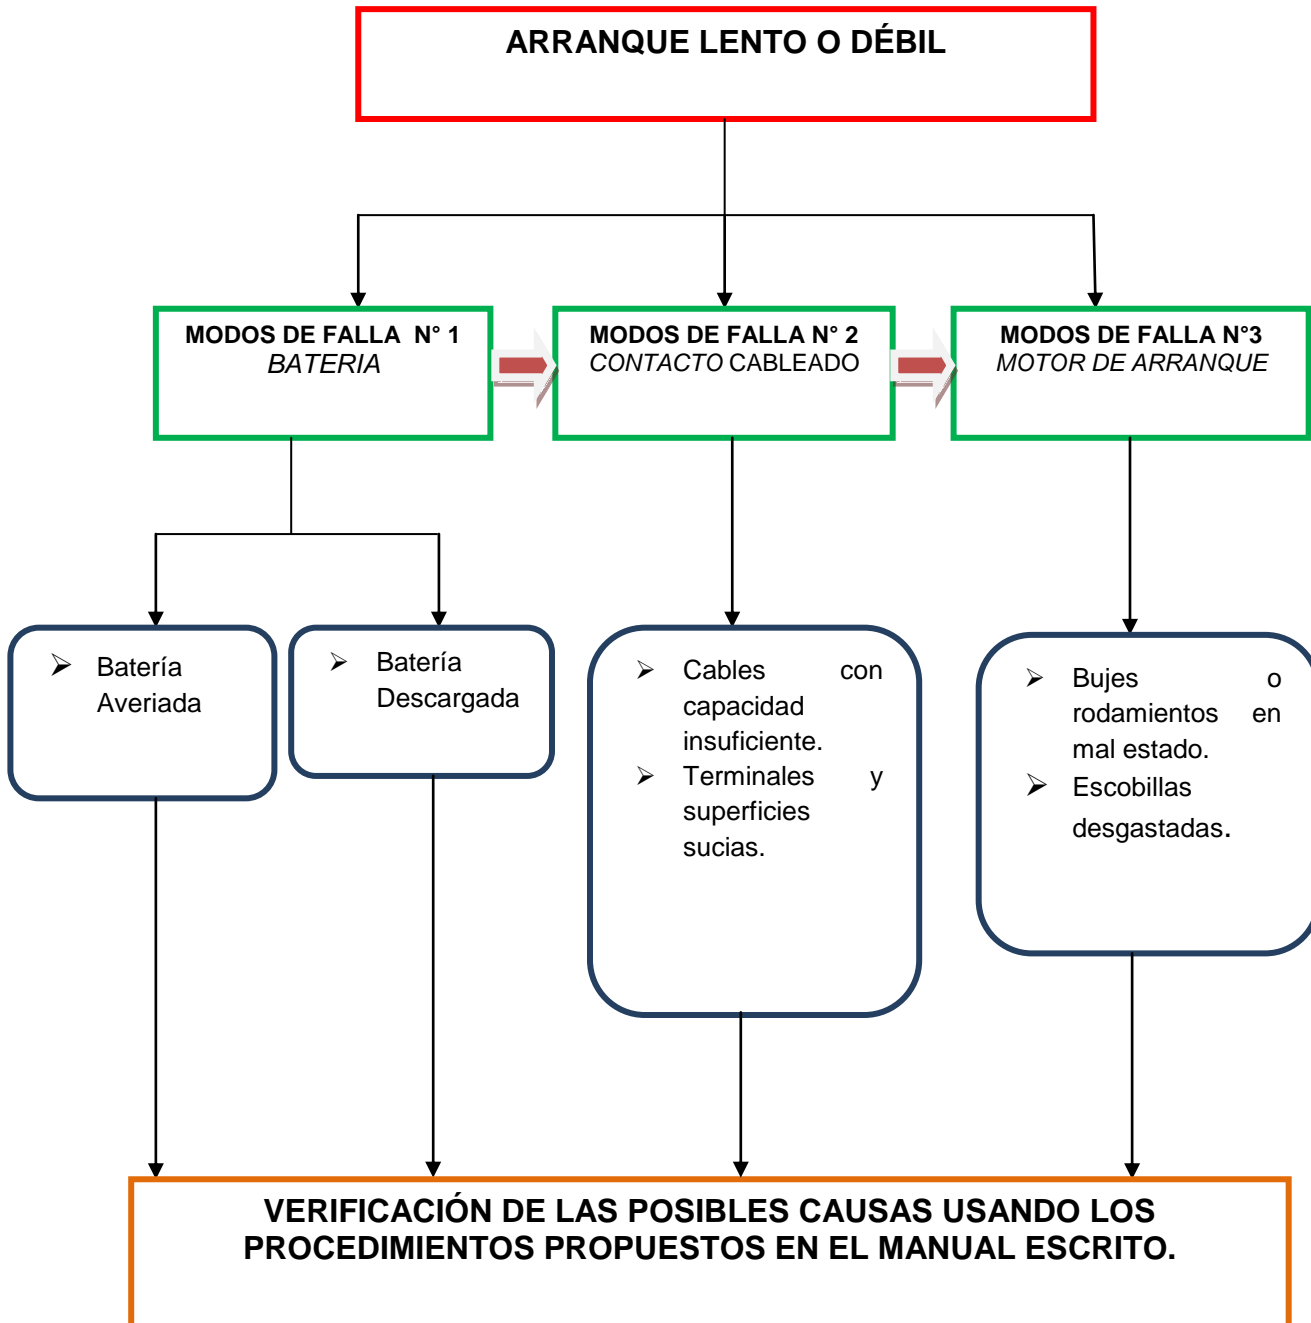 ARRANQUE LENTO O DÉBIL
MODOS DE FALLA N° 1
BATERIA
MODOS DE FALLA N° 2
CONTACTO CABLEADO
MODOS DE FALLA N°3
MOTOR DE ARRANQUE
➢ Batería
Averiada
➢ Batería
Descargada
➢ Cables con
capacidad
insuficiente.
➢ Terminales y
superficies
sucias.
➢ Bujes o
rodamientos en
mal estado.
➢ Escobillas
desgastadas.
VERIFICACIÓN DE LAS POSIBLES CAUSAS USANDO LOS
PROCEDIMIENTOS PROPUESTOS EN EL MANUAL ESCRITO.